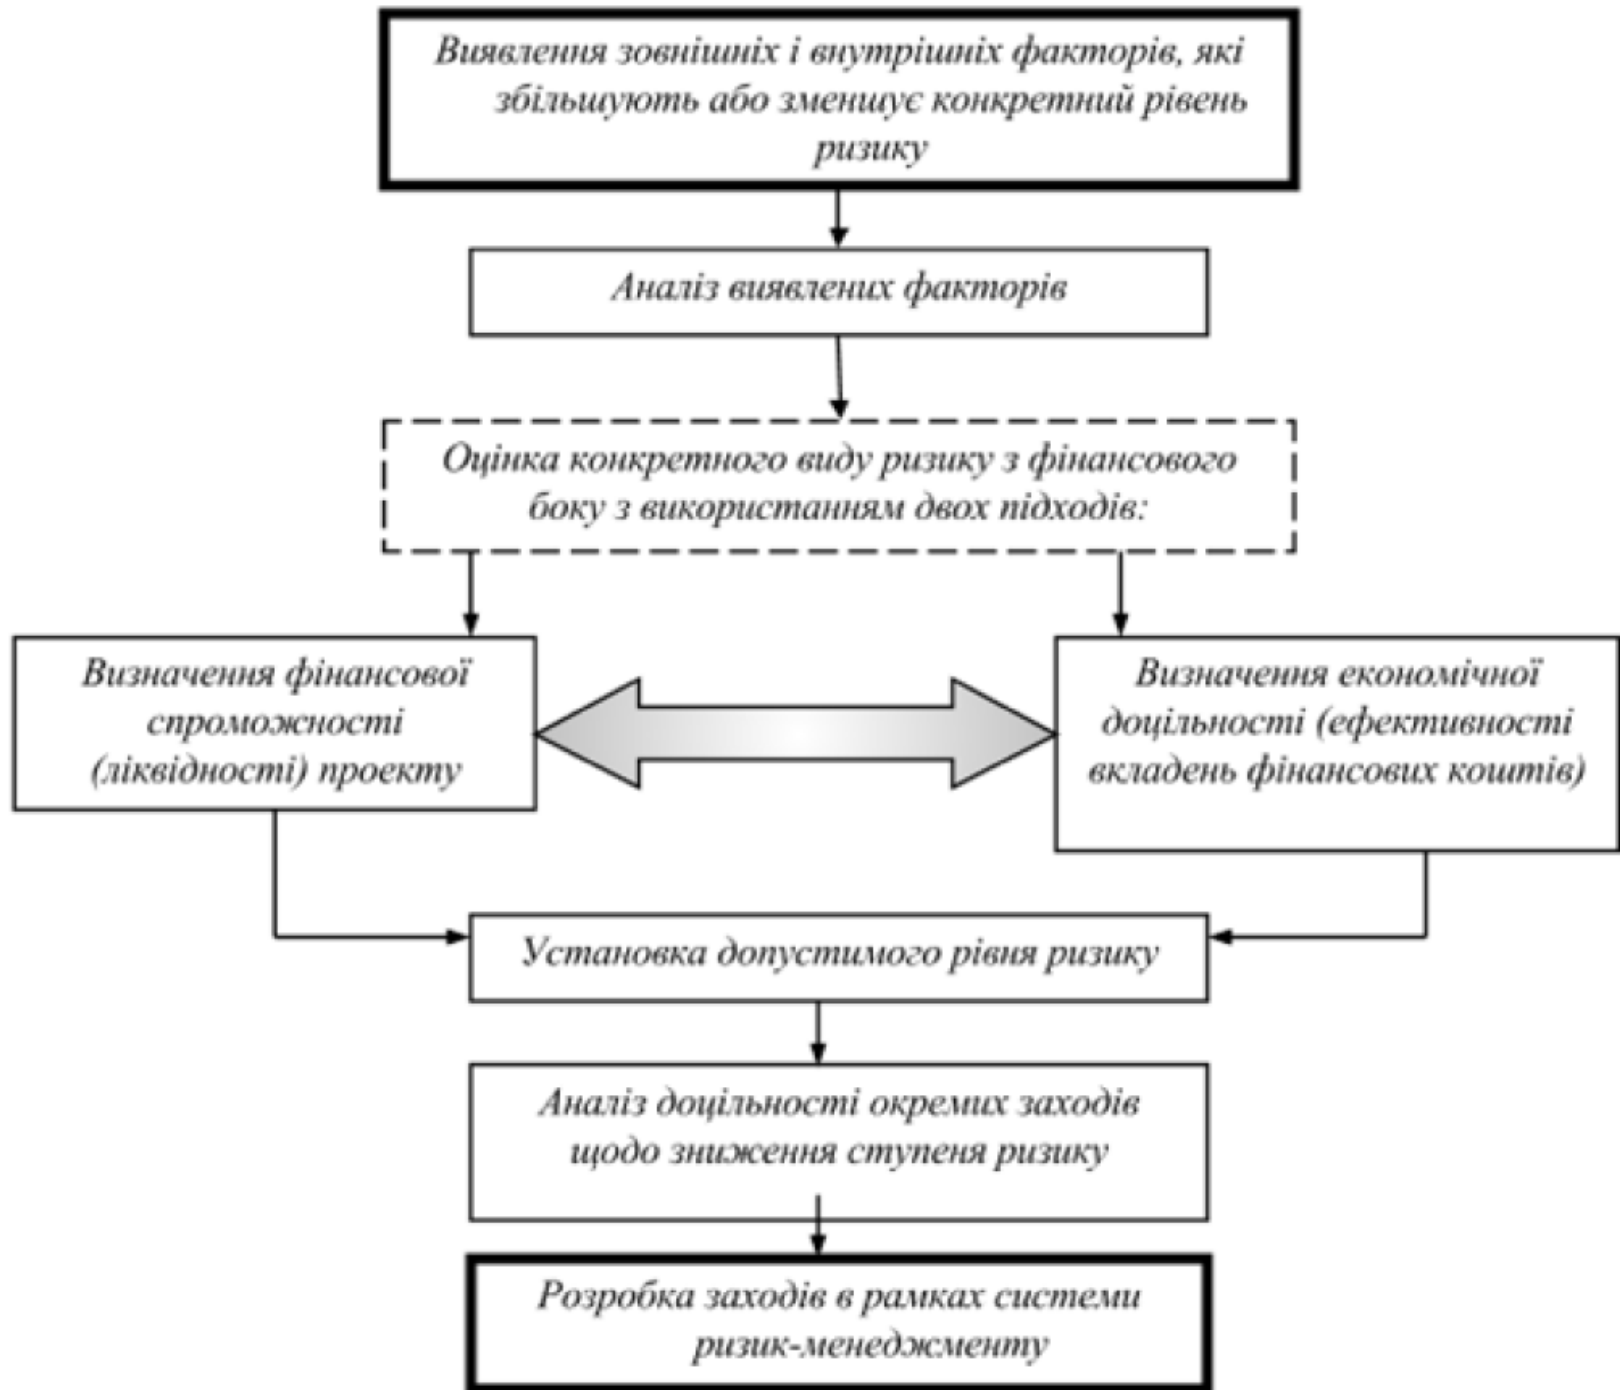 Виявлення зовнішніх і внутрішніх факторів, які
збільшують або зменшує конкретний рівень
ризику
Аналіз виявлених факторів
Оцінка конкретного виду ризику з фінансового
боку з використанням двох підходів:
Визначення фінансової
спроможності
(ліквідності) проекту
Визначення економічної
доцільності (ефективності
вкладень фінансових коштів)
Установка допустимого рівня ризику
Аналіз доцільності окремих заходів
щодо зниження ступеня ризику
Розробка заходів в рамках системи
ризик-менеджменту